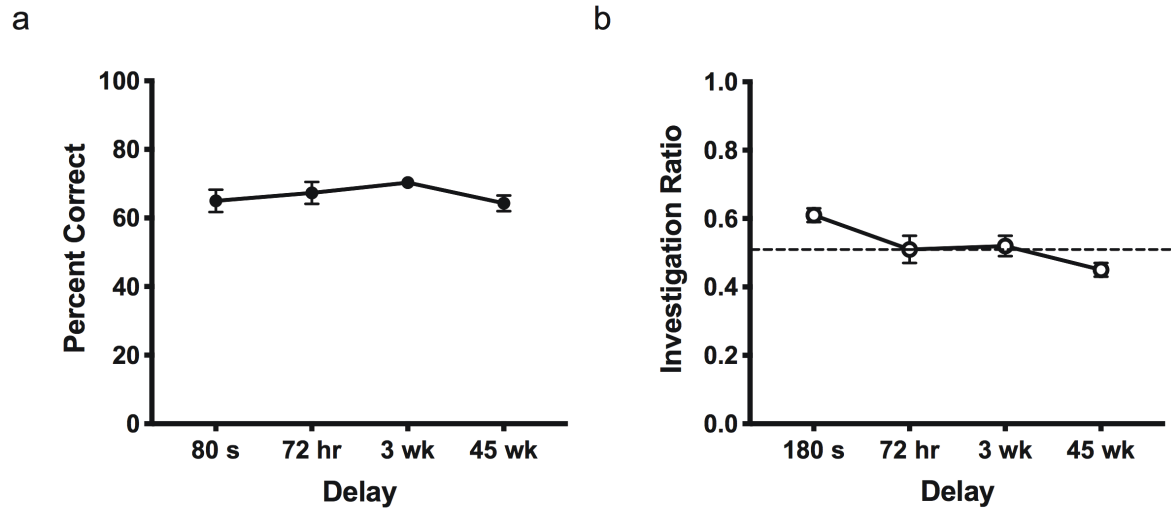 a
Percent Correct
100
80
60
40
20
0
80 s 72 hr 3 wk 45 wk
Delay
b
Investigation Ratio
1.0
0.8
0.6
0.4
0.2
0.0
180 s 72 hr 3 wk 45 wk
Delay